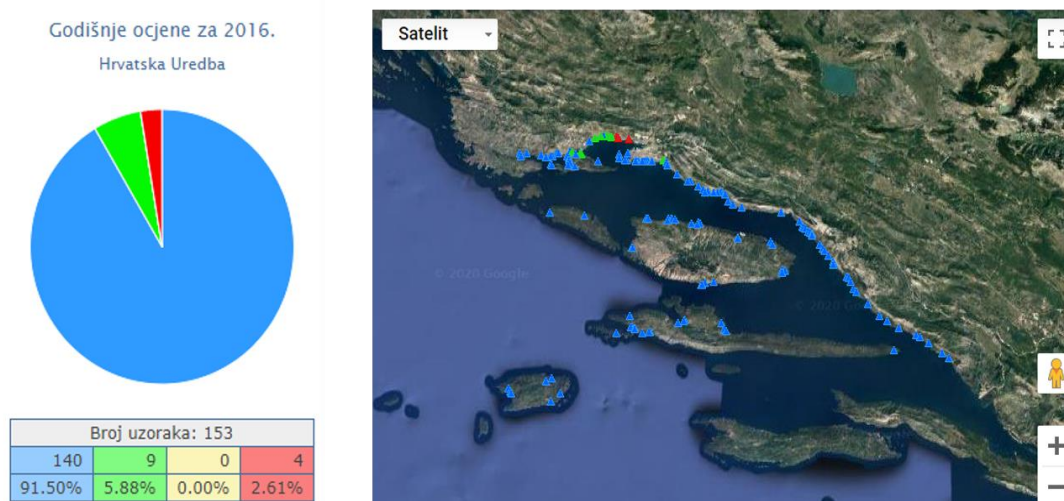 Godišnje ocjene za 2016.
Hrvatska Uredba
Broj uzoraka: 153
140 9 0 4
91.50% 5.88% 0.00% 2.61%
Satelit
© 2020 Google
© 2020 Goo